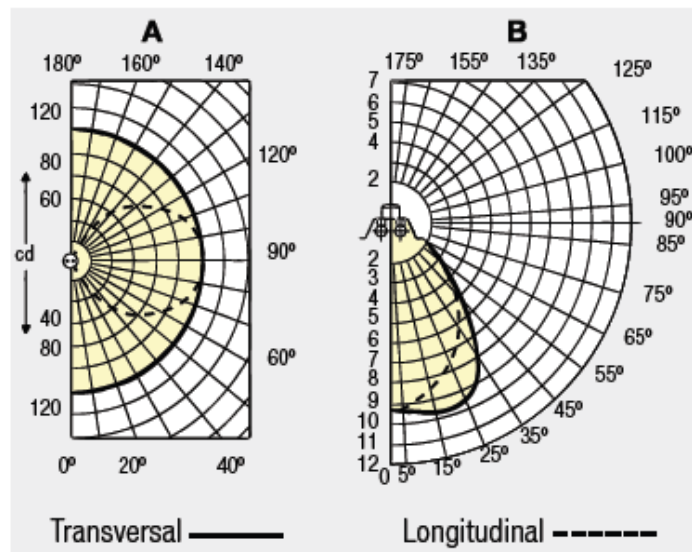 A
180º 160º 140º
120
80
60
cd
40
80
120
120º
90º
60º
0º 20º 40º
B
175º 155º 135º 125º
115º
100º
95º
90º
85º
75º
65º
55º
45º
35º
25º
15º
0 5º
7
6
5
4
2
2
3
4
5
6
7
8
9
10
11
12
Transversal
Longitudinal